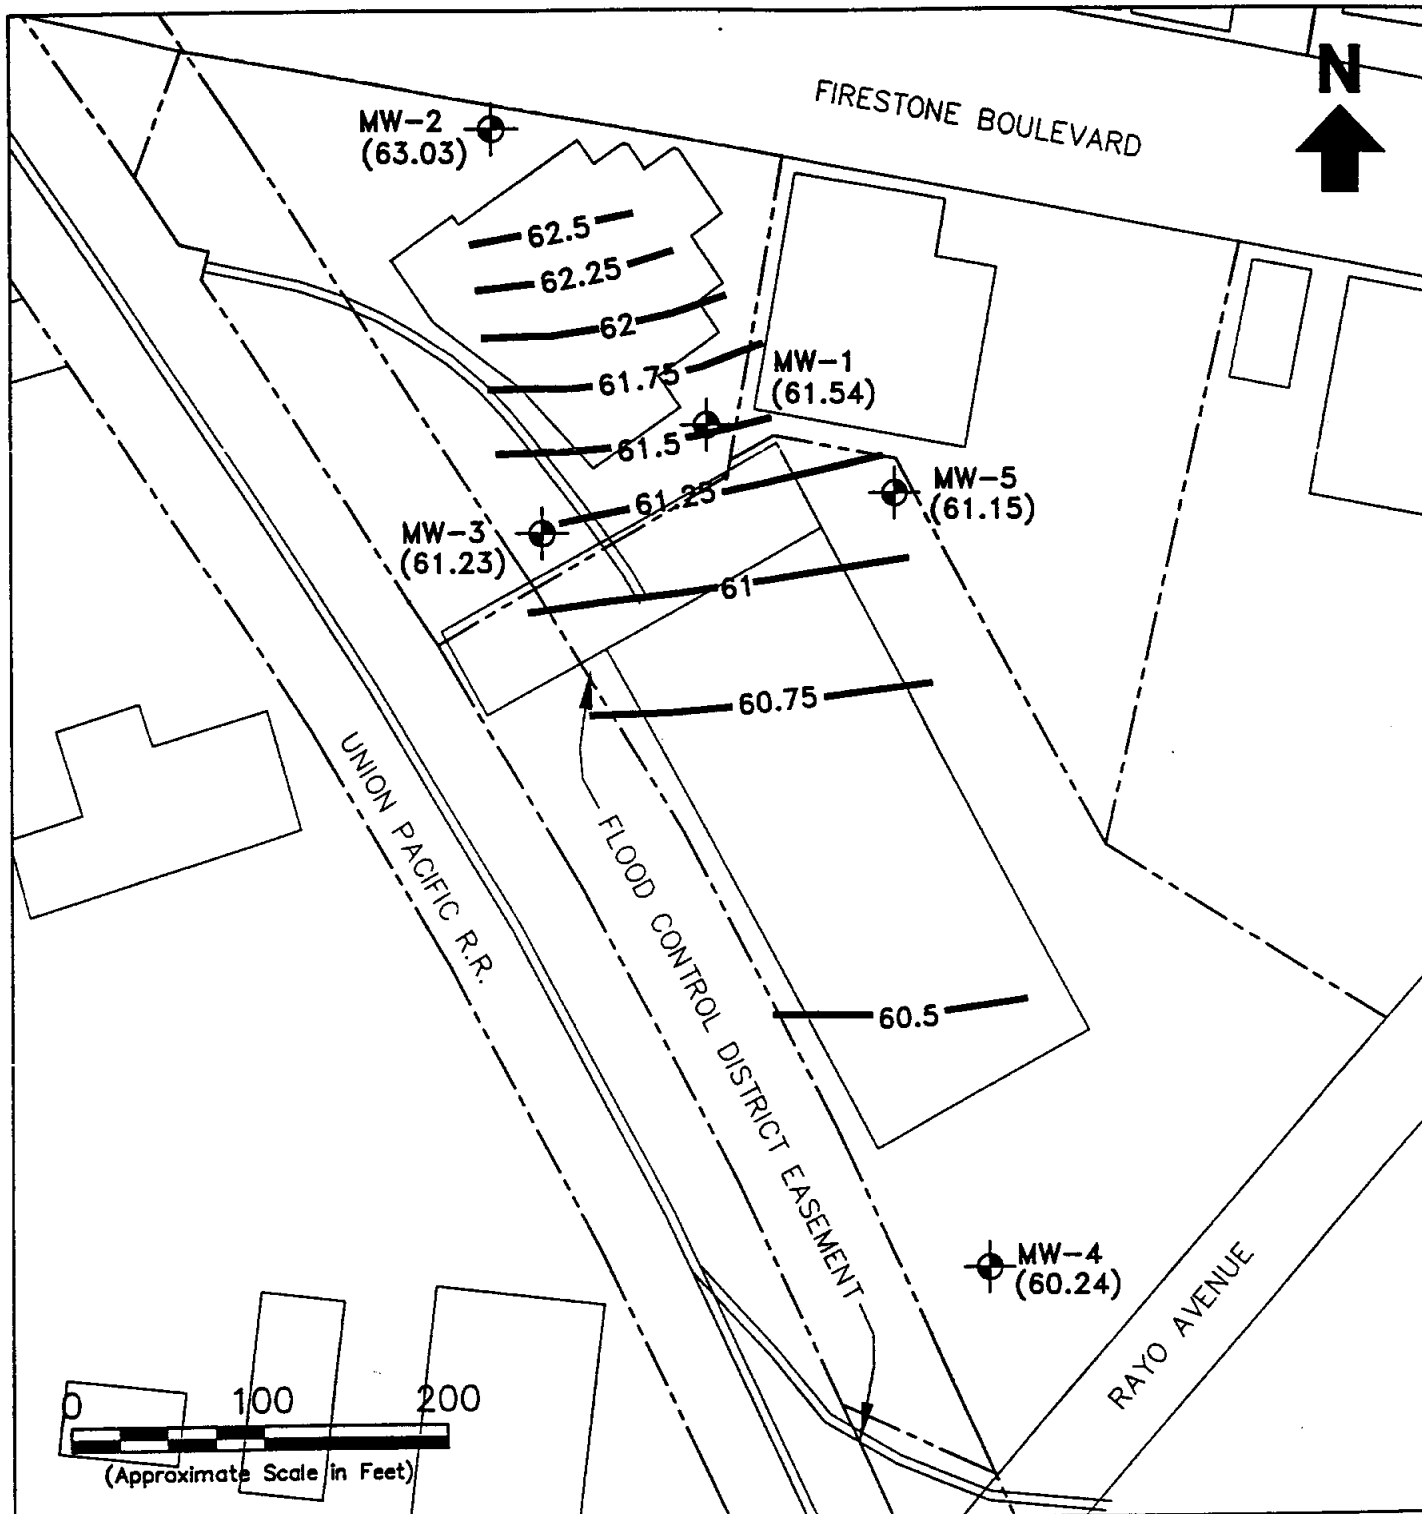 N
FIRESTONE BOULEVARD
MW-2
(63.03)
62.5
62.25
62
61.75
MW-1
(61.54)
61.5
61.25
MW-5
(61.15)
MW-3
(61.23)
61
60.75
UNION PACIFIC R.R.
FLOOD CONTROL DISTRICT EASEMENT
60.5
MW-4
(60.24)
RAYO AVENUE
0 100 200
(Approximate Scale in Feet)